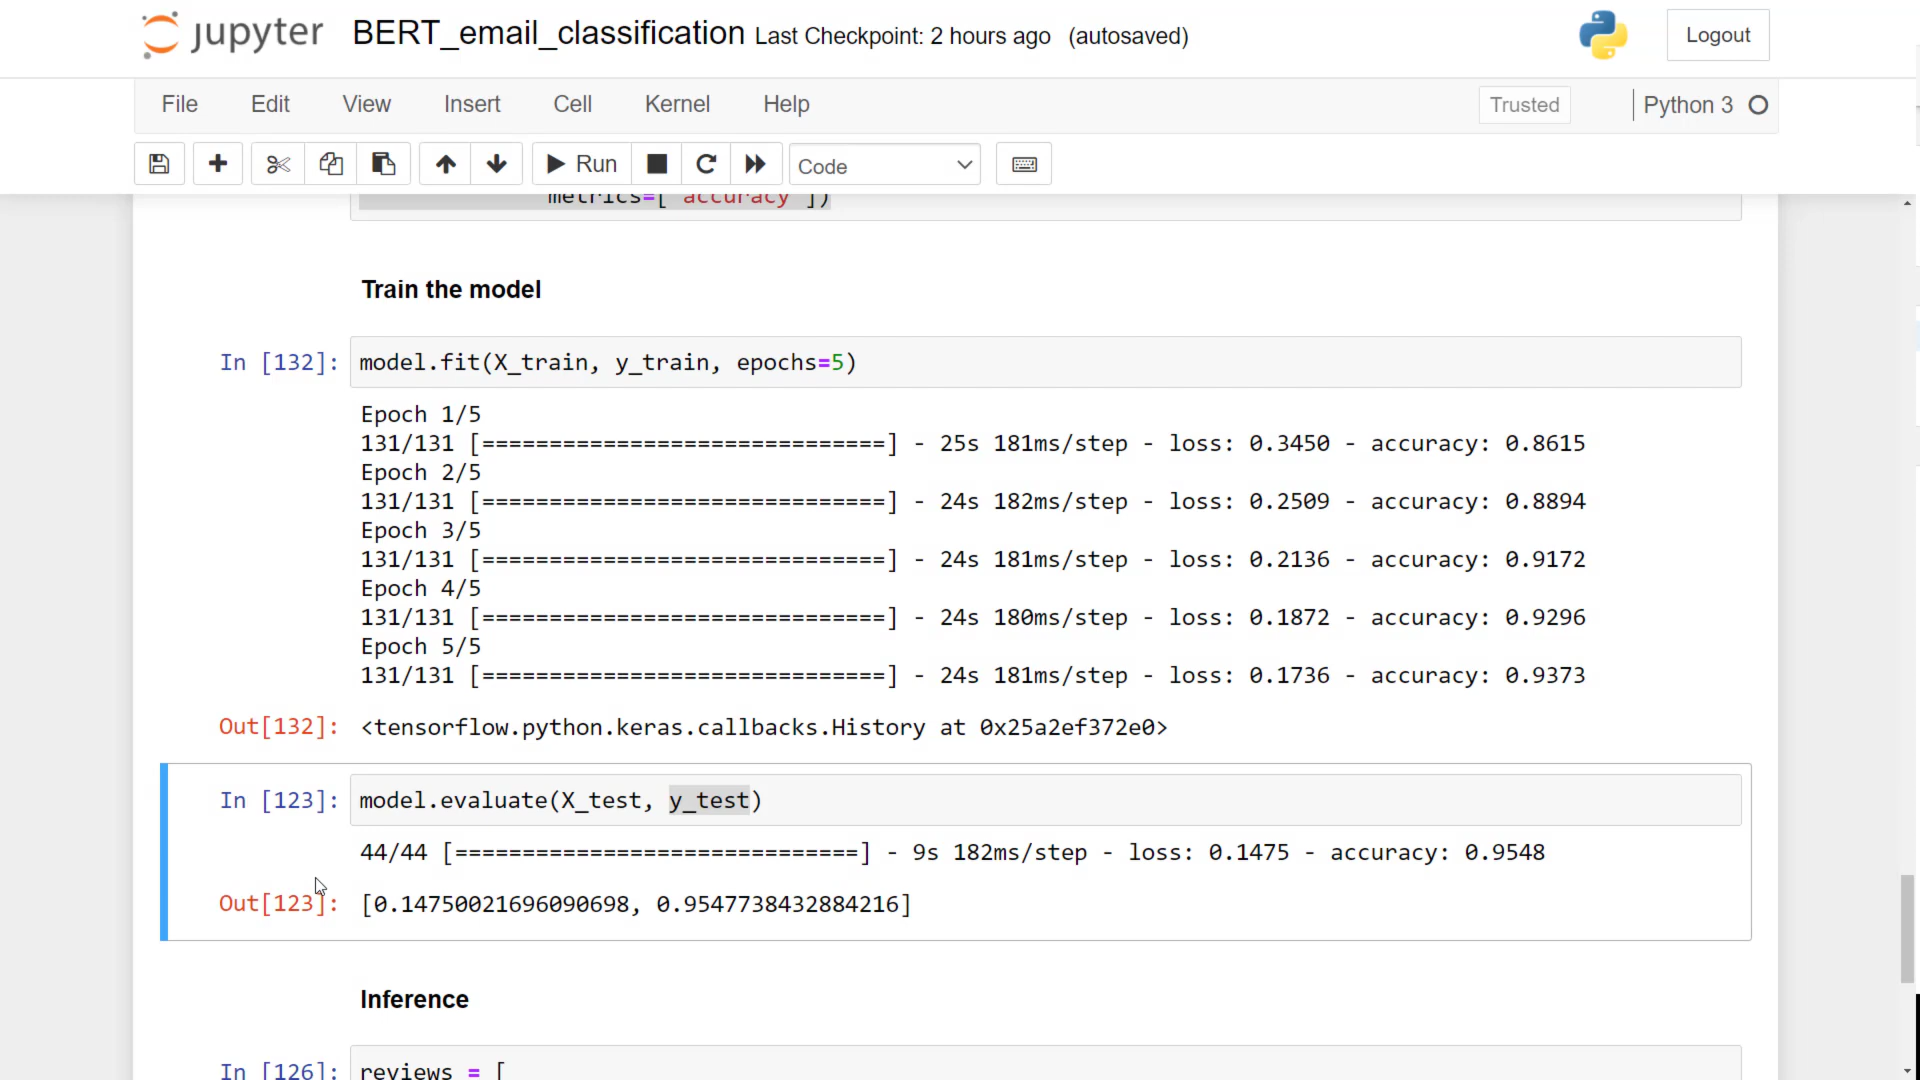 jupyter BERT_email_classification Last Checkpoint: 2 hours ago (autosaved) Logout
File Edit View Insert Cell Kernel Help Trusted Python 3
Run Code
metrics=['accuracy'])
Train the model
In [132]: model.fit(X_train, y_train, epochs=5)
Epoch 1/5
131/131 [==============================] - 25s 181ms/step - loss: 0.3450 - accuracy: 0.8615
Epoch 2/5
131/131 [==============================] - 24s 182ms/step - loss: 0.2509 - accuracy: 0.8894
Epoch 3/5
131/131 [==============================] - 24s 181ms/step - loss: 0.2136 - accuracy: 0.9172
Epoch 4/5
131/131 [==============================] - 24s 180ms/step - loss: 0.1872 - accuracy: 0.9296
Epoch 5/5
131/131 [==============================] - 24s 181ms/step - loss: 0.1736 - accuracy: 0.9373
Out[132]: <tensorflow.python.keras.callbacks.History at 0x25a2ef372e0>
In [123]: model.evaluate(X_test, y_test)
44/44 [==============================] - 9s 182ms/step - loss: 0.1475 - accuracy: 0.9548
Out[123]: [0.14750021696090698, 0.9547738432884216]
Inference
In [126]: reviews = [